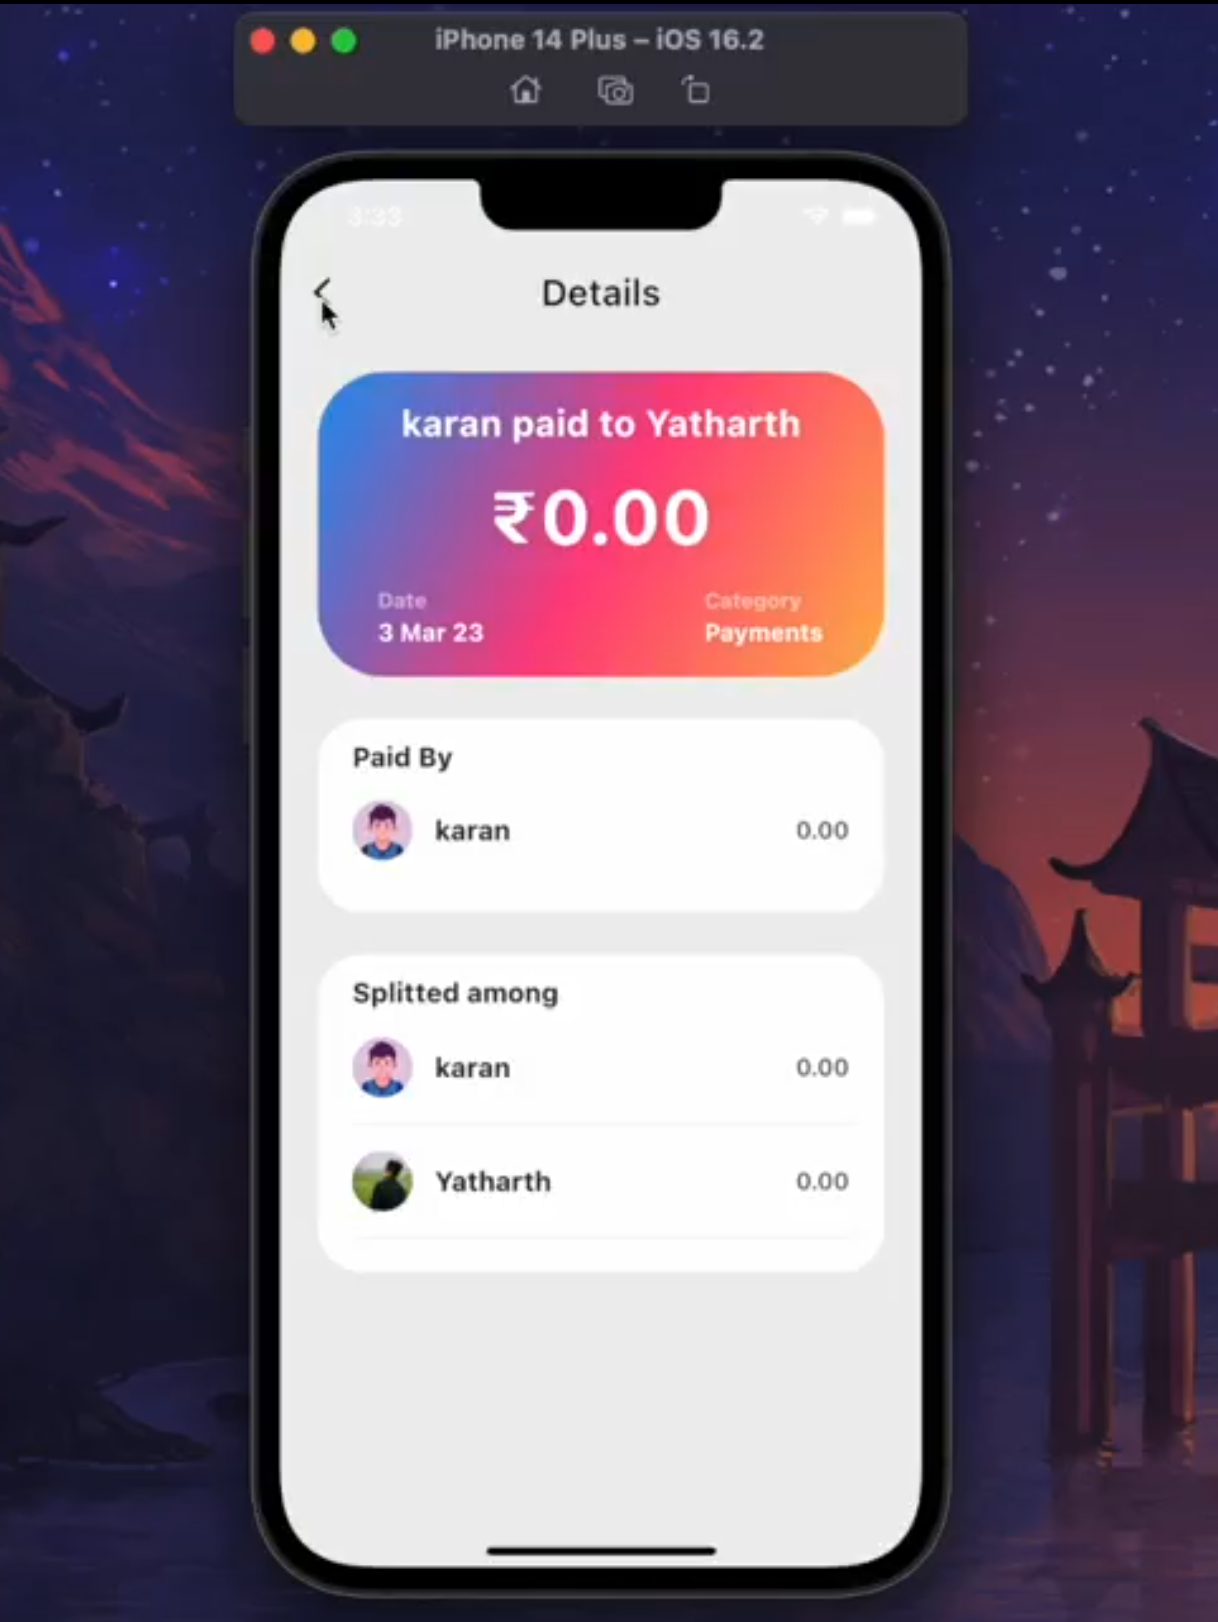 iPhone 14 Plus – iOS 16.2
3:33
Details
karan paid to Yatharth
₹0.00
Date
Category
3 Mar 23
Payments
Paid By
karan
0.00
Splitted among
karan
0.00
Yatharth
0.00